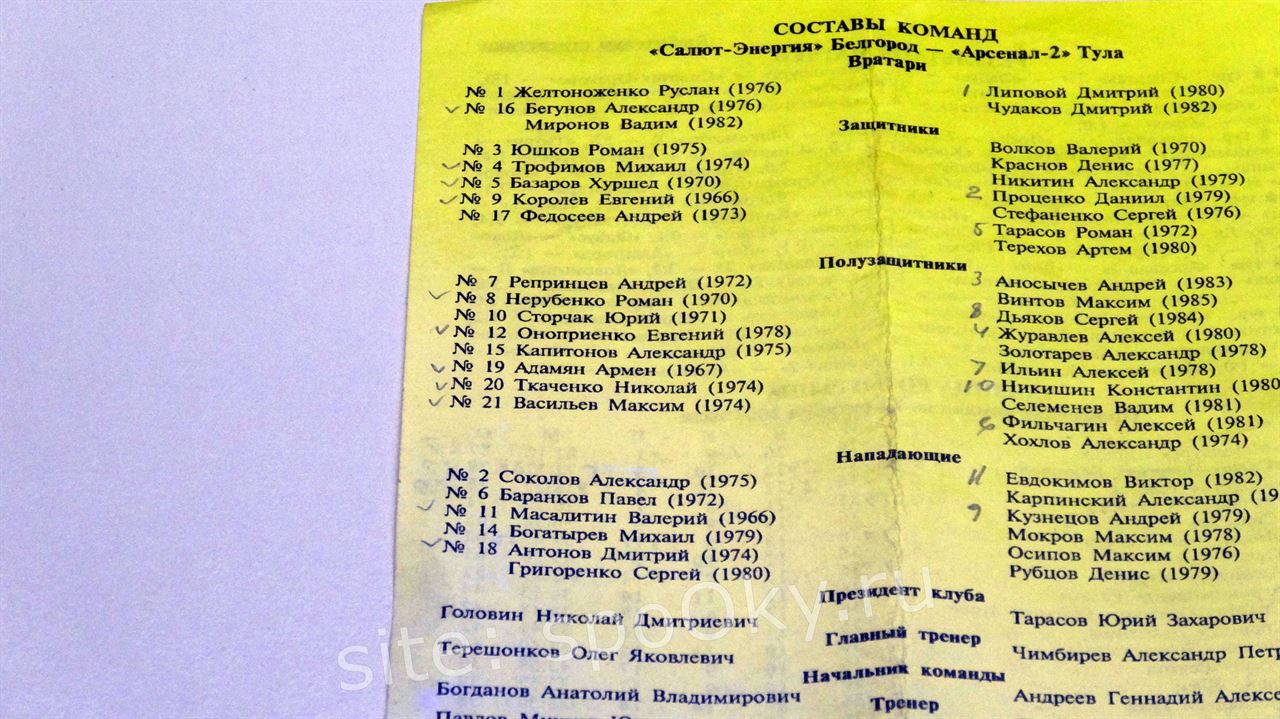 СОСТАВЫ КОМАНД
«Салют-Энергия» Белгород — «Арсенал-2» Тула
Вратари
№ 1 Желтоноженко Руслан (1976) 1 Липовой Дмитрий (1980)
№ 16 Бегунов Александр (1976) Чудаков Дмитрий (1982)
Миронов Вадим (1982)
Защитники
№ 3 Юшков Роман (1975) Волков Валерий (1970)
№ 4 Трофимов Михаил (1974) Краснов Денис (1977)
№ 5 Базаров Хуршед (1970) Никитин Александр (1979)
№ 9 Королев Евгений (1966) 2 Проценко Даниил (1979)
№ 17 Федосеев Андрей (1973) Стефаненко Сергей (1976)
5 Тарасов Роман (1972)
Терехов Артем (1980)
Полузащитники
№ 7 Репринцев Андрей (1972) 3 Аносычев Андрей (1983)
№ 8 Нерубенко Роман (1970) Винтов Максим (1985)
№ 10 Сторчак Юрий (1971) 8 Дьяков Сергей (1984)
№ 12 Оноприенко Евгений (1978) 4 Журавлев Алексей (1980)
№ 15 Капитонов Александр (1975) Золотарев Александр (1978)
№ 19 Адамян Армен (1967) 7 Ильин Алексей (1978)
№ 20 Ткаченко Николай (1974) 10 Никишин Константин (1980
№ 21 Васильев Максим (1974) Селеменев Вадим (1981)
6 Фильчагин Алексей (1981)
Хохлов Александр (1974)
Нападающие
№ 2 Соколов Александр (1975) 11 Евдокимов Виктор (1982)
№ 6 Баранков Павел (1972) Карпинский Александр (19
№ 11 Масалитин Валерий (1966) 9 Кузнецов Андрей (1979)
№ 14 Богатырев Михаил (1979) Мокров Максим (1978)
№ 18 Антонов Дмитрий (1974) Осипов Максим (1976)
Григоренко Сергей (1980) Рубцов Денис (1979)
Президент клуба
Головин Николай Дмитриевич Тарасов Юрий Захарович
Главный тренер
Терешонков Олег Яковлевич Чимбирев Александр Петр
Начальник команды
Богданов Анатолий Владимирович Андреев Геннадий Алексе
Тренер
site: spoOky.ru